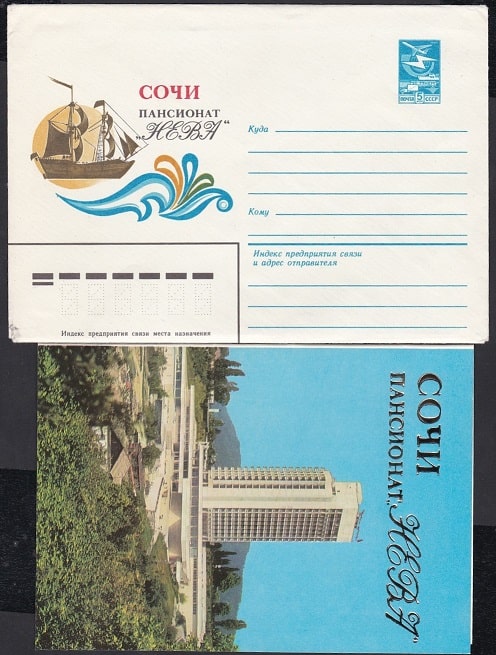 СОЧИ
ПАНСИОНАТ
„НЕВА“
ПОЧТА 5 СССР
Куда
Кому
Индекс предприятия связи
и адрес отправителя
Индекс предприятия связи места назначения
СОЧИ
ПАНСИОНАТ „НЕВА“